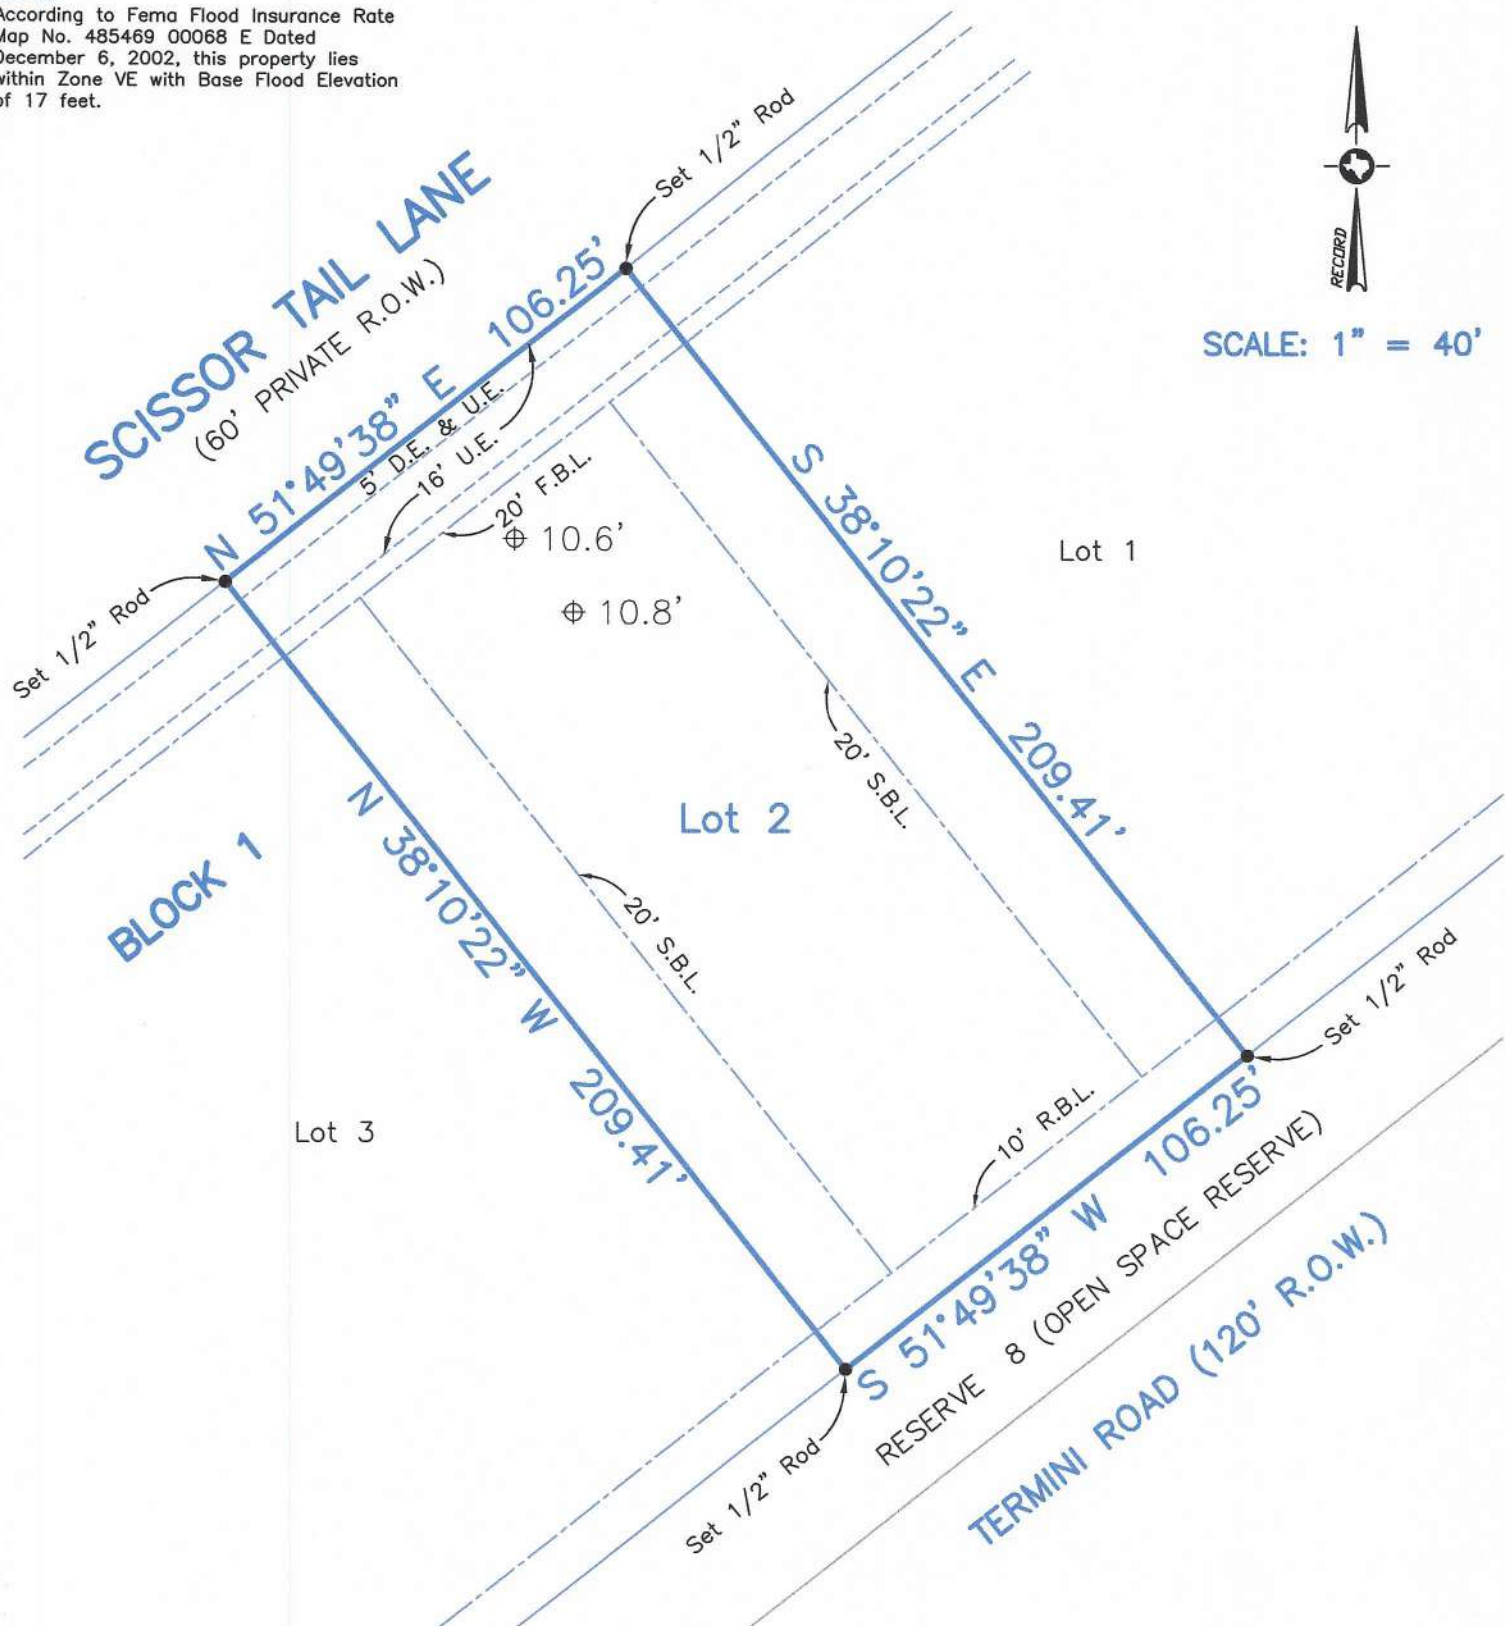 According to Fema Flood Insurance Rate
Map No. 485469 00068 E Dated
December 6, 2002, this property lies
within Zone VE with Base Flood Elevation
of 17 feet.
Set 1/2" Rod
RECORD
SCALE: 1" = 40'
SCISSOR TAIL LANE
(60' PRIVATE R.O.W.)
N 51°49'38" E 106.25'
5' D.E. & U.E.
16' U.E.
20' F.B.L.
10.6'
10.8'
Set 1/2" Rod
S 38°10'22" E 209.41'
Lot 1
20' S.B.L.
Lot 2
BLOCK 1
N 38°10'22" W 209.41'
20' S.B.L.
Lot 3
Set 1/2" Rod
10' R.B.L.
S 51°49'38" W 106.25'
RESERVE 8 (OPEN SPACE RESERVE)
TERMINI ROAD (120' R.O.W.)
Set 1/2" Rod